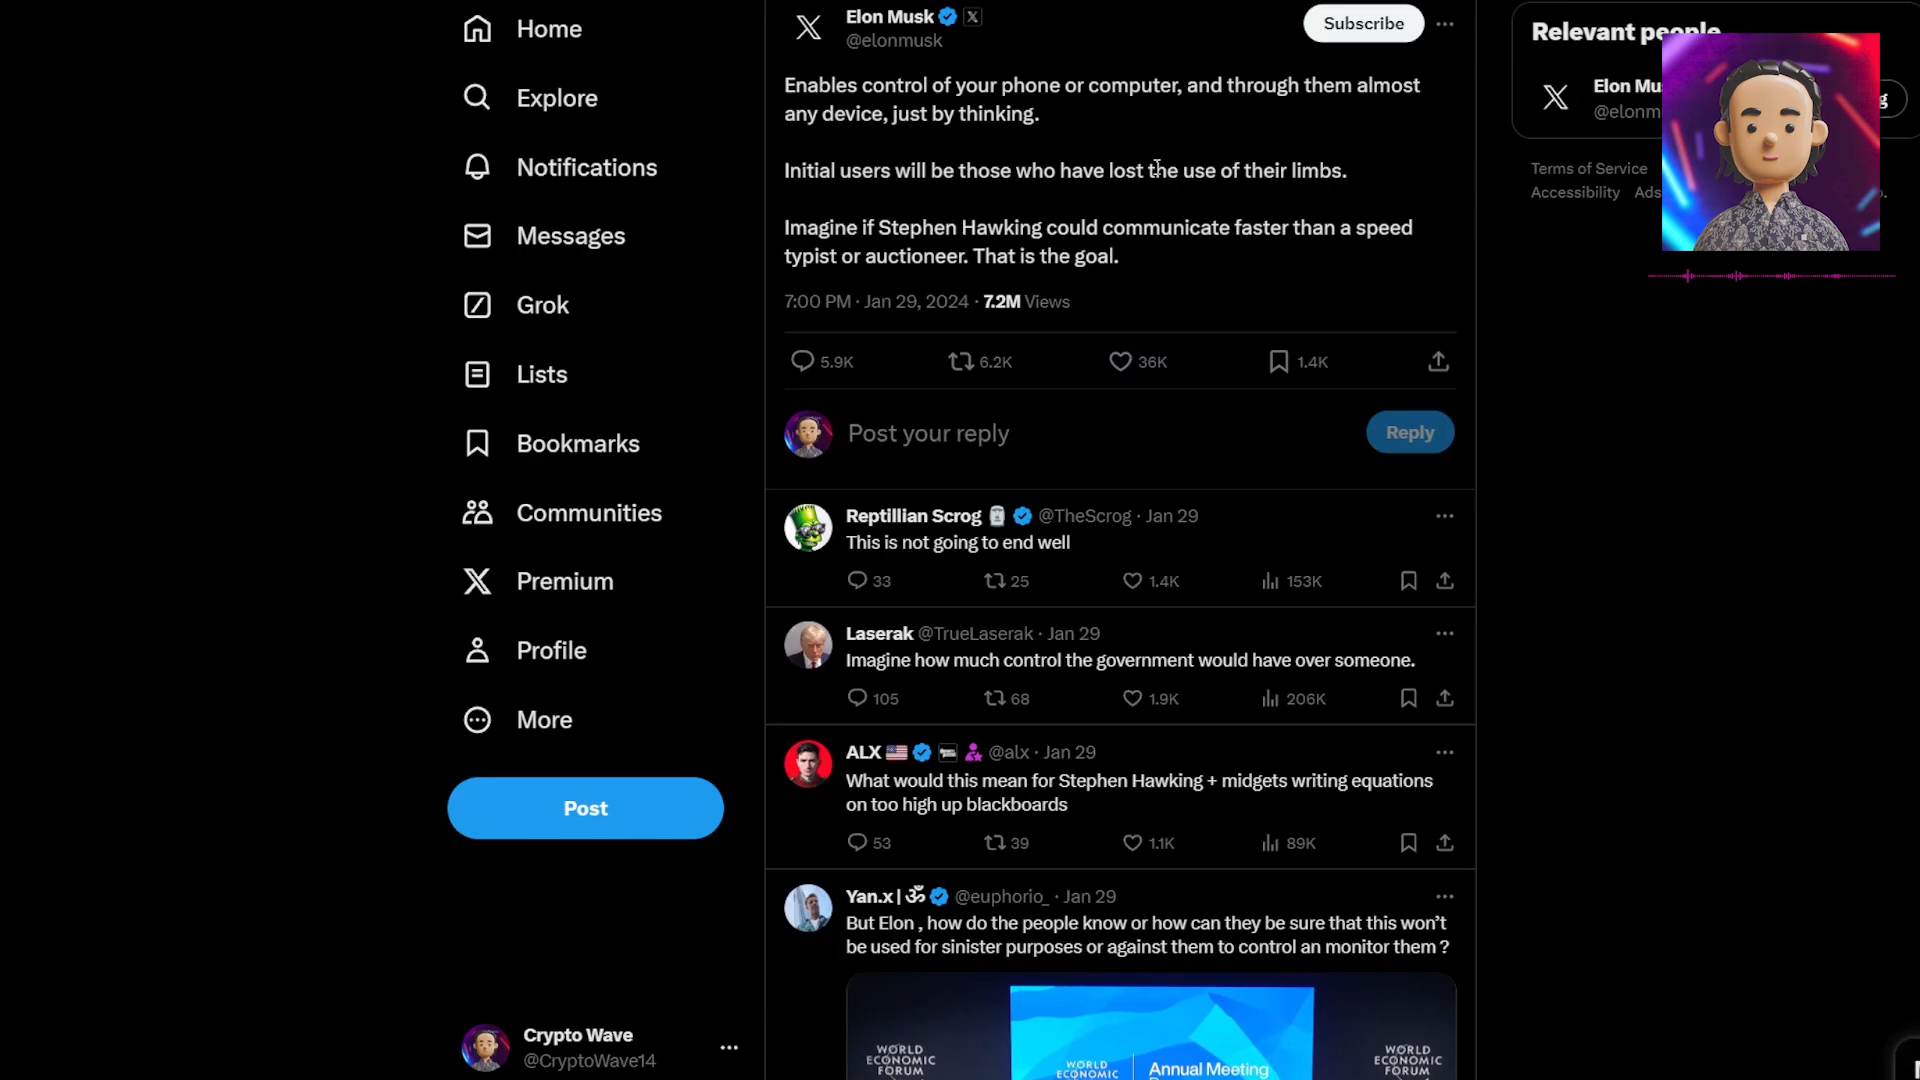 Home
Explore
Notifications
Messages
Grok
Lists
Bookmarks
Communities
Premium
Profile
More
Post
Crypto Wave
@CryptoWave14
Elon Musk
@elonmusk
Subscribe
Enables control of your phone or computer, and through them almost
any device, just by thinking.
Initial users will be those who have lost the use of their limbs.
Imagine if Stephen Hawking could communicate faster than a speed
typist or auctioneer. That is the goal.
7:00 PM · Jan 29, 2024 · 7.2M Views
5.9K 6.2K 36K 1.4K
Post your reply
Reply
Reptillian Scrog 🗿 @TheScrog · Jan 29
This is not going to end well
33 25 1.4K 153K
Laserak @TrueLaserak · Jan 29
Imagine how much control the government would have over someone.
105 68 1.9K 206K
ALX 🇺🇸 @alx · Jan 29
What would this mean for Stephen Hawking + midgets writing equations
on too high up blackboards
53 39 1.1K 89K
Yan.x | ॐ @euphorio_ · Jan 29
But Elon , how do the people know or how can they be sure that this won't
be used for sinister purposes or against them to control an monitor them ?
WORLD
ECONOMIC
FORUM
WORLD
ECONOMIC
Annual Meeting
WORLD
ECONOMIC
FORUM
Relevant people
Elon Mus
@elonm
g
Terms of Service
Accessibility Ads